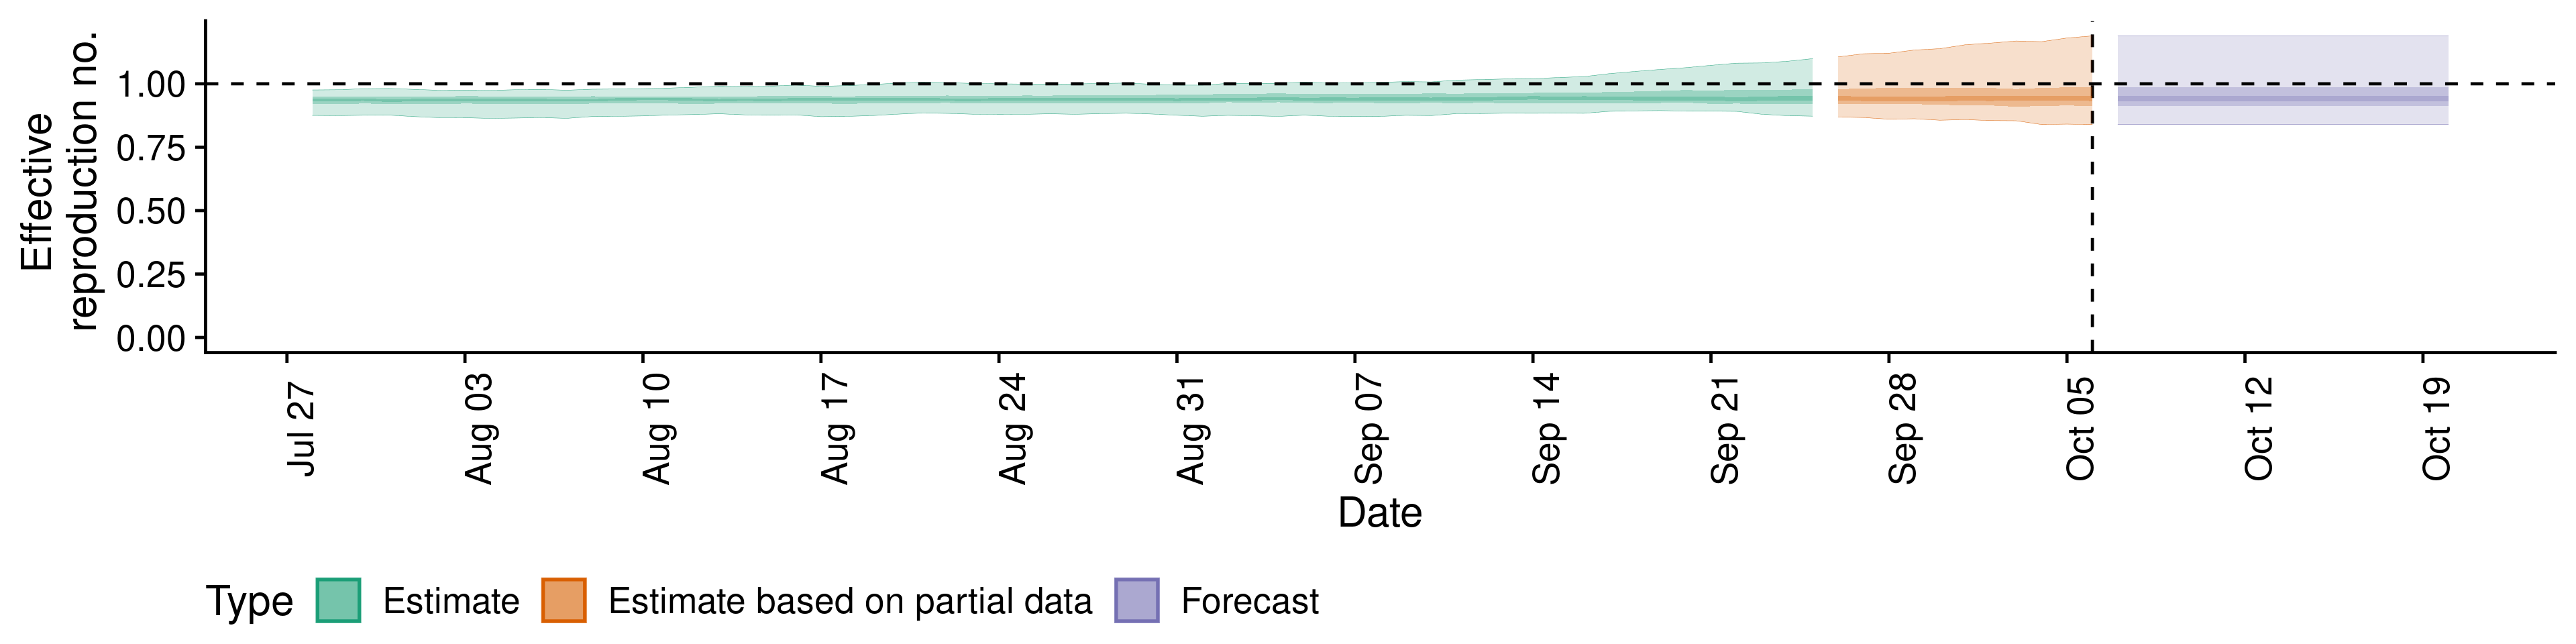 Effective
reproduction no.
1.00
0.75
0.50
0.25
0.00
Jul 27
Aug 03
Aug 10
Aug 17
Aug 24
Aug 31
Sep 07
Sep 14
Sep 21
Sep 28
Oct 05
Oct 12
Oct 19
Date
Type Estimate Estimate based on partial data Forecast